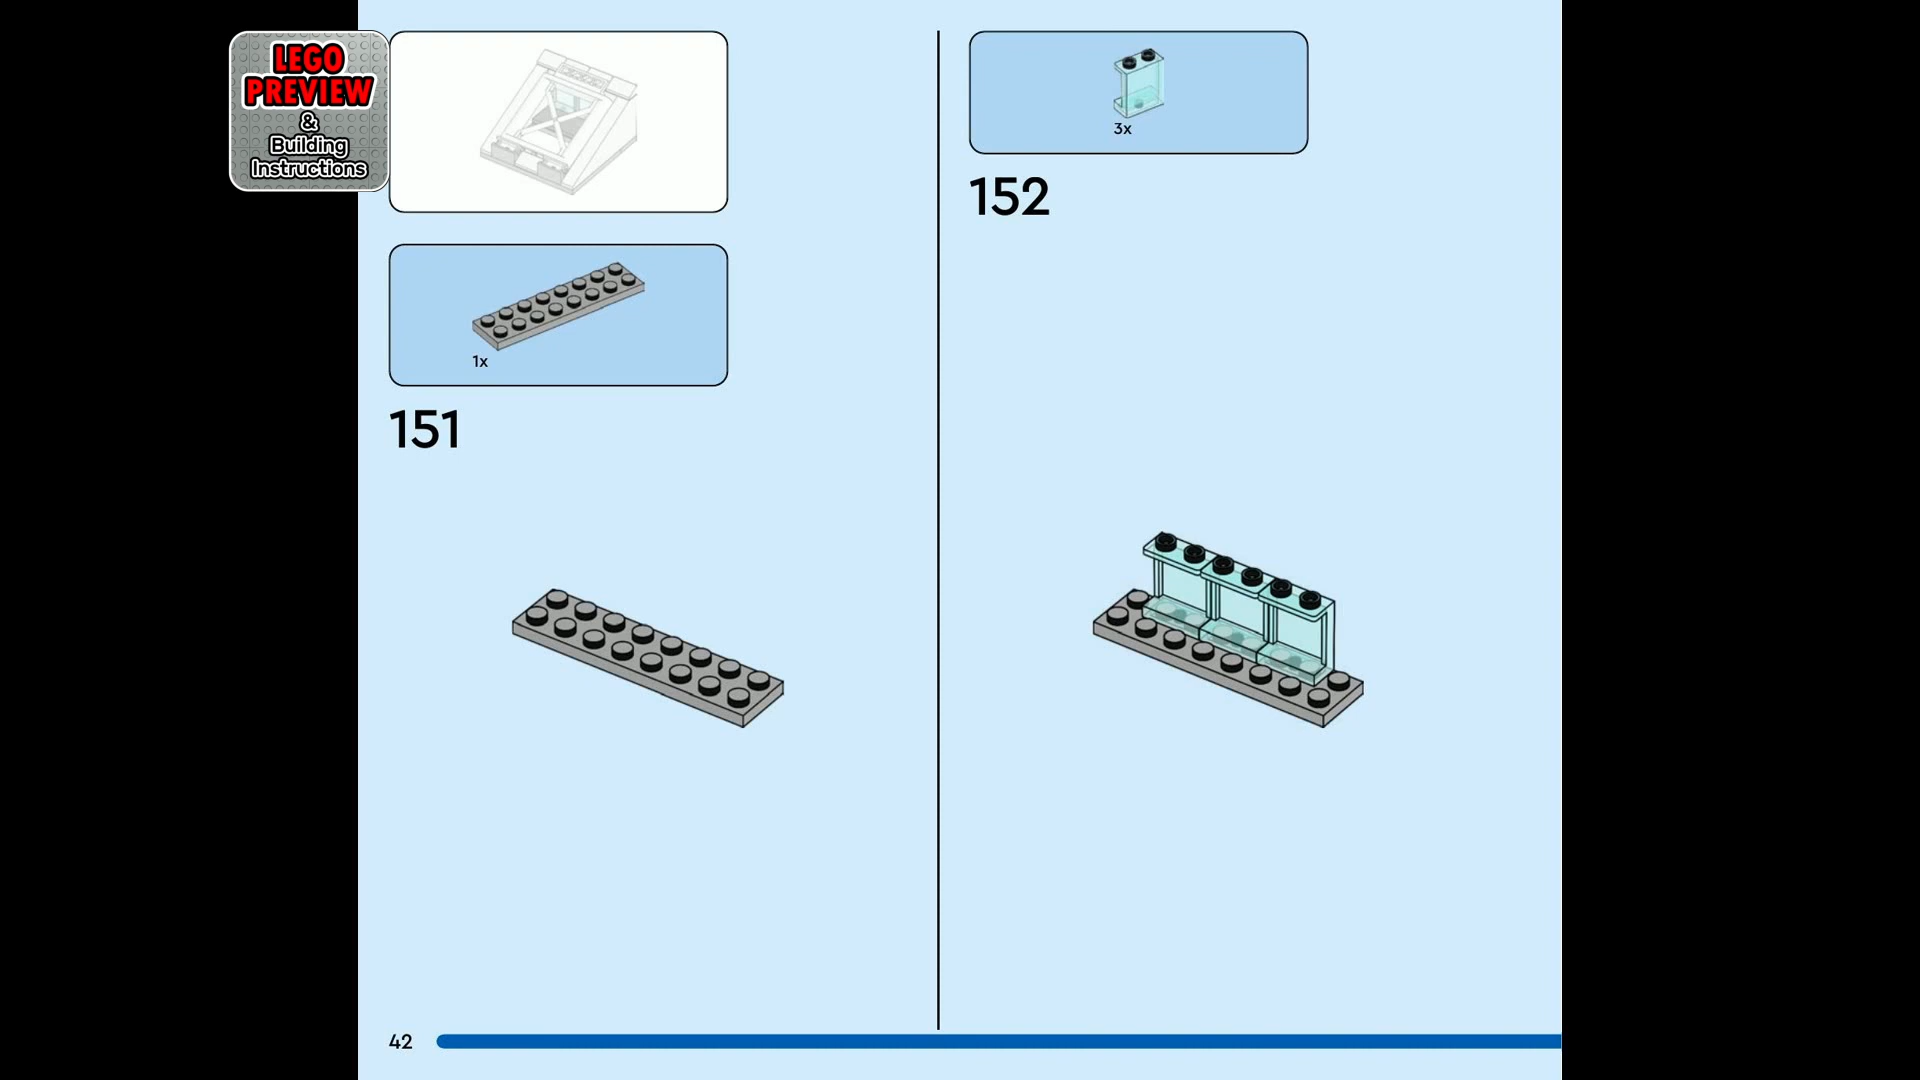 LEGO
PREVIEW
&
Building
Instructions
1x
151
3x
152
42